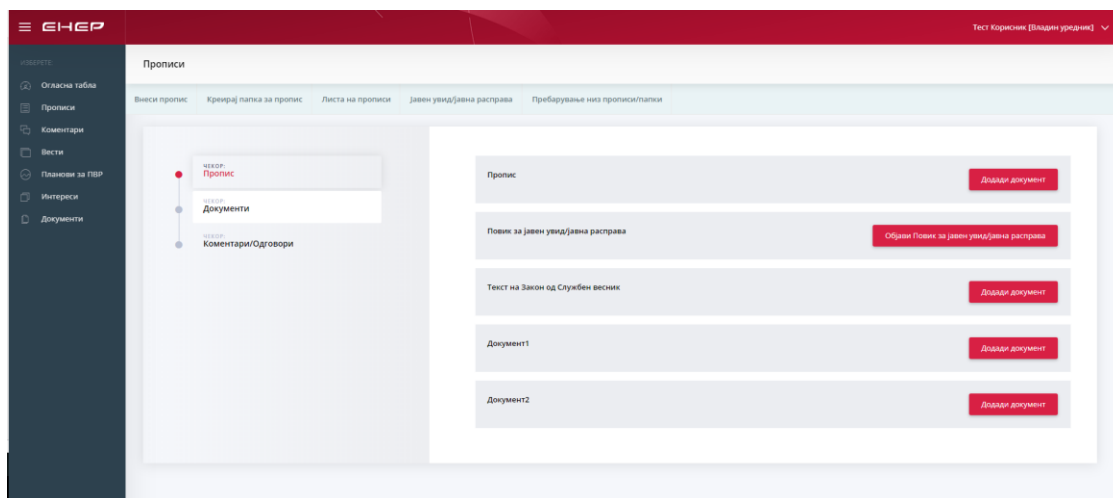 ЕНЕР
Тест Корисник [Владин уредник]
ИЗБЕРЕТЕ:
Огласна табла
Прописи
Коментари
Вести
Планови за ПВР
Интереси
Документи
Прописи
Внеси пропис Креирај папка за пропис Листа на прописи Јавен увид/јавна расправа Пребарување низ прописи/папки
ЧЕКОР:
Пропис
ЧЕКОР:
Документи
ЧЕКОР:
Коментари/Одговори
Пропис
Додади документ
Повик за јавен увид/јавна расправа
Објави Повик за јавен увид/јавна расправа
Текст на Закон од Службен весник
Додади документ
Документ1
Додади документ
Документ2
Додади документ